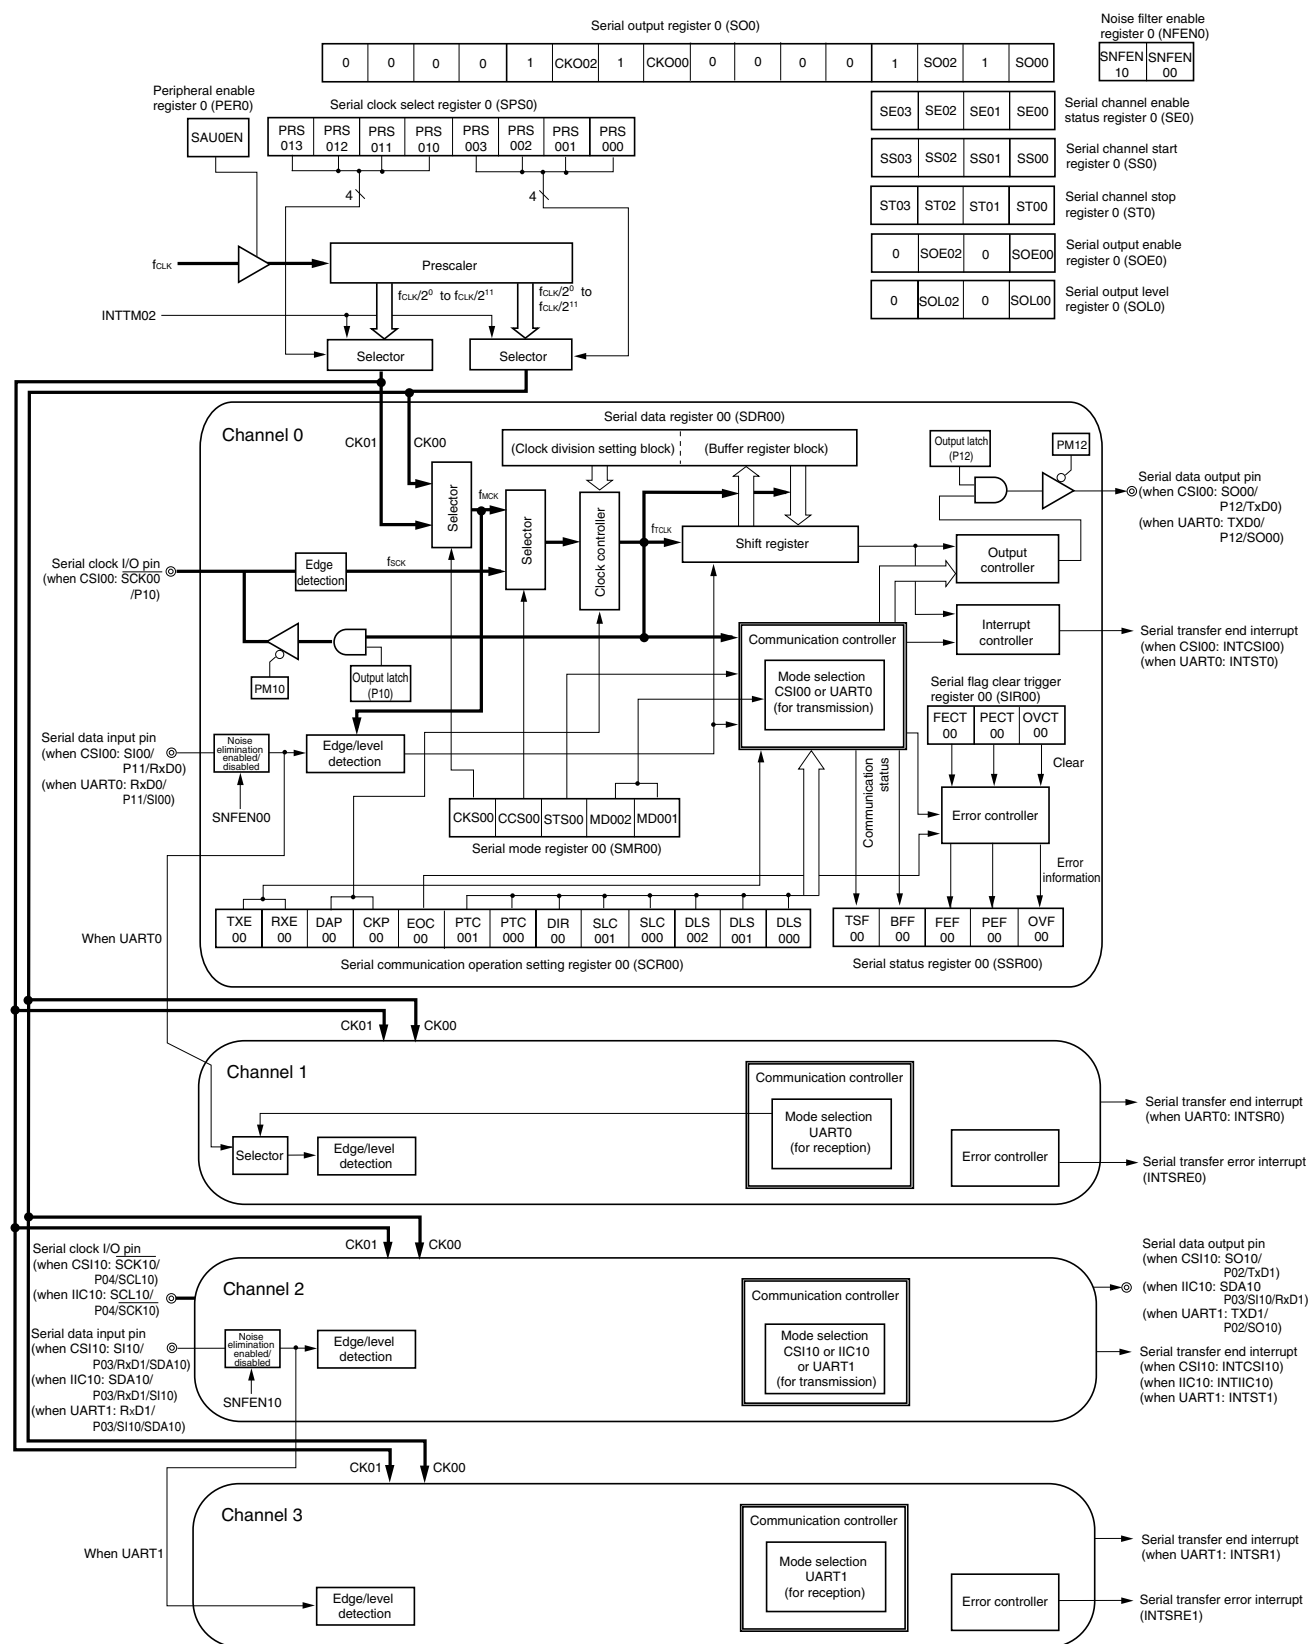 Serial output register 0 (SO0)
0 0 0 0 1 CKO02 1 CKO00 0 0 0 0 1 SO02 1 SO00
Noise filter enable
register 0 (NFEN0)
SNFEN
10
SNFEN
00
Peripheral enable
register 0 (PER0)
SAU0EN
Serial clock select register 0 (SPS0)
PRS
013
PRS
012
PRS
011
PRS
010
PRS
003
PRS
002
PRS
001
PRS
000
4
4
SE03 SE02 SE01 SE00
Serial channel enable
status register 0 (SE0)
SS03 SS02 SS01 SS00
Serial channel start
register 0 (SS0)
ST03 ST02 ST01 ST00
Serial channel stop
register 0 (ST0)
0 SOE02 0 SOE00
Serial output enable
register 0 (SOE0)
0 SOL02 0 SOL00
Serial output level
register 0 (SOL0)
fCLK
Prescaler
fCLK/2⁰ to fCLK/2¹¹
fCLK/2⁰ to
fCLK/2¹¹
INTTM02
Selector
Selector
Channel 0
CK01
CK00
Serial data register 00 (SDR00)
(Clock division setting block)
(Buffer register block)
Output latch
(P12)
PM12
Serial data output pin
(when CSI00: SO00/
P12/TxD0)
(when UART0: TXD0/
P12/SO00)
Selector
fMCK
Selector
Clock controller
fTCLK
Shift register
Output
controller
Serial clock I/O pin
(when CSI00: SCK00
/P10)
Edge
detection
fSCK
Interrupt
controller
Serial transfer end interrupt
(when CSI00: INTCSI00)
(when UART0: INTST0)
PM10
Output latch
(P10)
Communication controller
Mode selection
CSI00 or UART0
(for transmission)
Serial flag clear trigger
register 00 (SIR00)
FECT
00
PECT
00
OVCT
00
Clear
Serial data input pin
(when CSI00: SI00/
P11/RxD0)
(when UART0: RxD0/
P11/SI00)
Noise
elimination
enabled/
disabled
SNFEN00
Edge/level
detection
Communication
status
Error controller
Error
information
CKS00 CCS00 STS00 MD002 MD001
Serial mode register 00 (SMR00)
When UART0
TXE
00
RXE
00
DAP
00
CKP
00
EOC
00
PTC
001
PTC
000
DIR
00
SLC
001
SLC
000
DLS
002
DLS
001
DLS
000
Serial communication operation setting register 00 (SCR00)
TSF
00
BFF
00
FEF
00
PEF
00
OVF
00
Serial status register 00 (SSR00)
CK01
CK00
Channel 1
Communication controller
Mode selection
UART0
(for reception)
Selector
Edge/level
detection
Error controller
Serial transfer end interrupt
(when UART0: INTSR0)
Serial transfer error interrupt
(INTSRE0)
CK01
CK00
Serial clock I/O pin
(when CSI10: SCK10/
P04/SCL10)
(when IIC10: SCL10/
P04/SCK10)
Channel 2
Communication controller
Mode selection
CSI10 or IIC10
or UART1
(for transmission)
Serial data output pin
(when CSI10: SO10/
P02/TxD1)
(when IIC10: SDA10
P03/SI10/RxD1)
(when UART1: TXD1/
P02/SO10)
Serial data input pin
(when CSI10: SI10/
P03/RxD1/SDA10)
(when IIC10: SDA10/
P03/RxD1/SI10)
(when UART1: RxD1/
P03/SI10/SDA10)
Noise
elimination
enabled/
disabled
SNFEN10
Edge/level
detection
Serial transfer end interrupt
(when CSI10: INTCSI10)
(when IIC10: INTIIC10)
(when UART1: INTST1)
CK01
CK00
Channel 3
When UART1
Communication controller
Mode selection
UART1
(for reception)
Edge/level
detection
Error controller
Serial transfer end interrupt
(when UART1: INTSR1)
Serial transfer error interrupt
(INTSRE1)